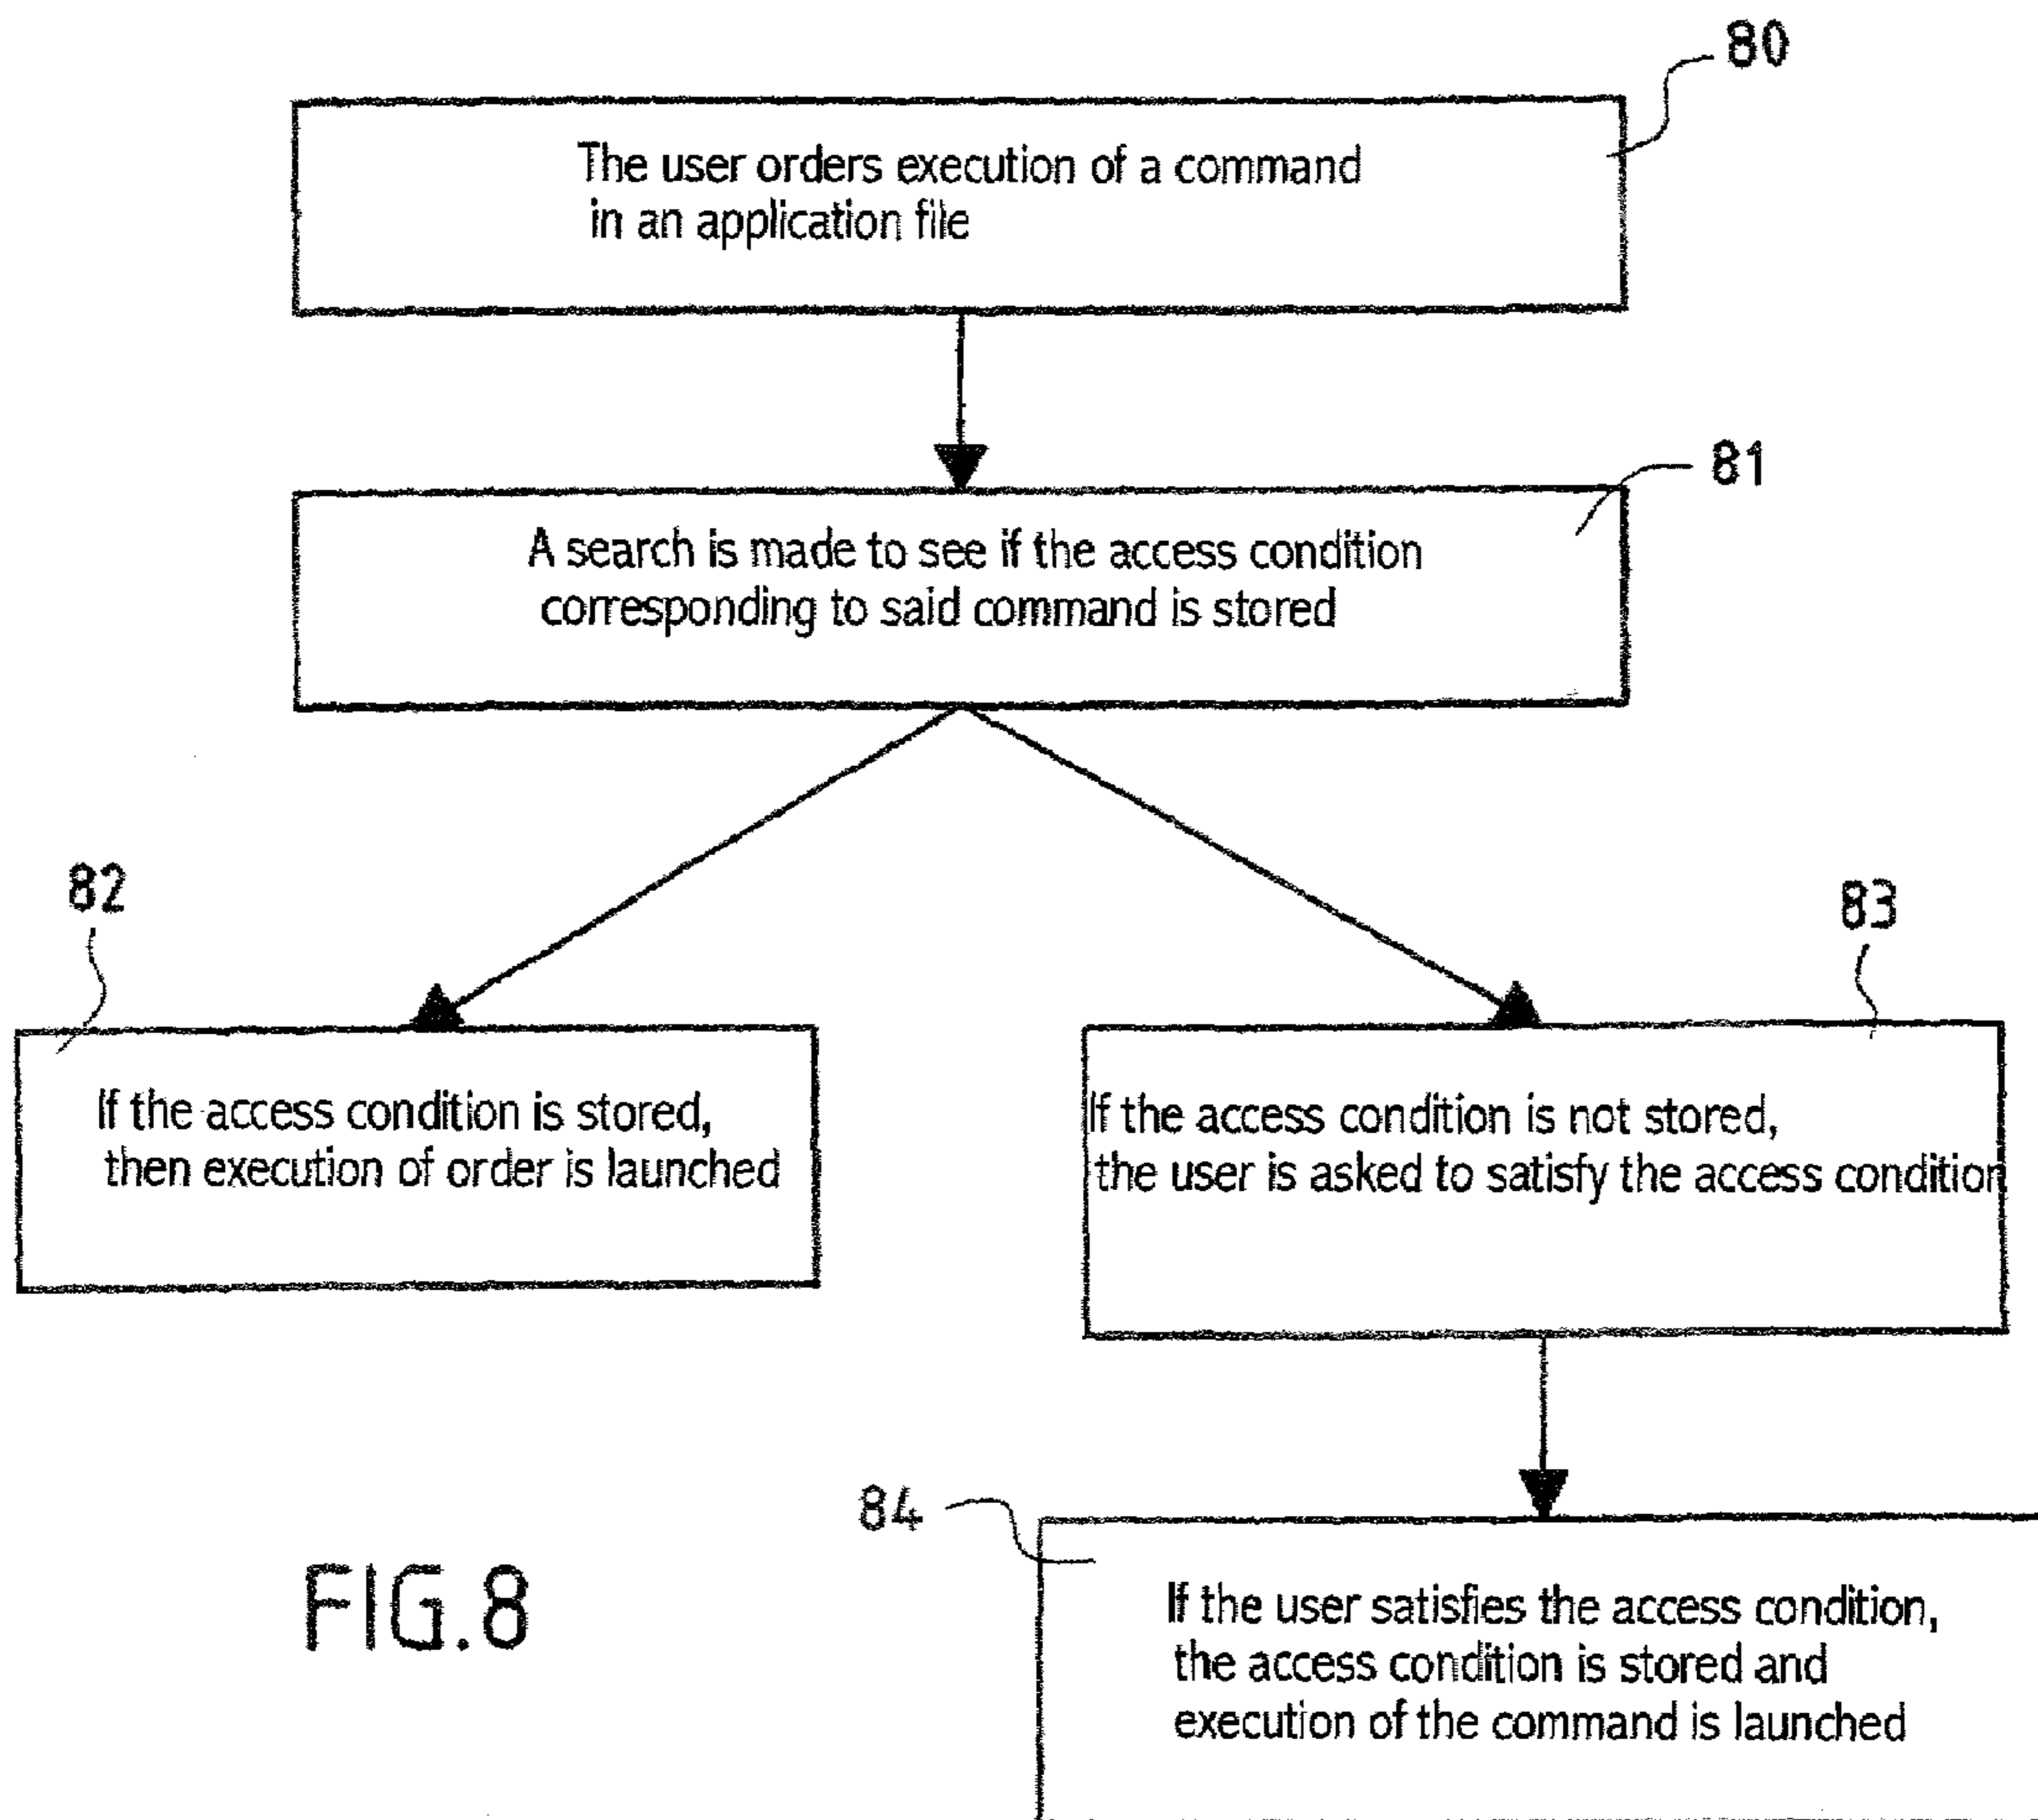 80
The user orders execution of a command
in an application file
81
A search is made to see if the access condition
corresponding to said command is stored
82
If the access condition is stored,
then execution of order is launched
83
If the access condition is not stored,
the user is asked to satisfy the access condition
84
If the user satisfies the access condition,
the access condition is stored and
execution of the command is launched
FIG.8